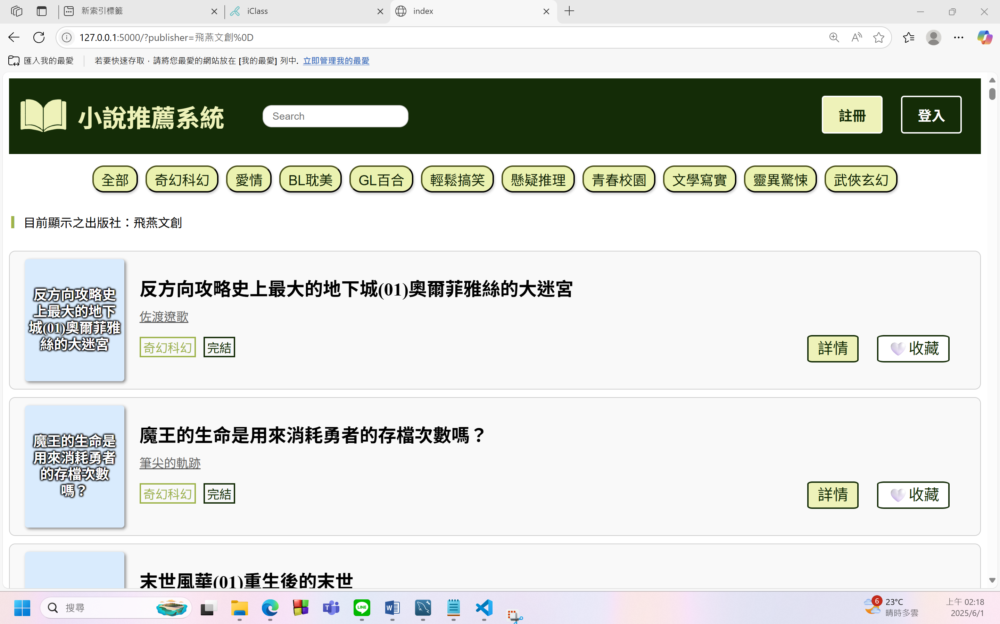 新索引標籤
iClass
index
127.0.0.1:5000/?publisher=飛燕文創%0D
匯入我的最愛
若要快速存取，請將您最愛的網站放在 [我的最愛] 列中. 立即管理我的最愛
小說推薦系統
Search
註冊
登入
全部 奇幻科幻 愛情 BL耽美 GL百合 輕鬆搞笑 懸疑推理 青春校園 文學寫實 靈異驚悚 武俠玄幻
目前顯示之出版社：飛燕文創
反方向攻略史
上最大的地下
城(01)奧爾菲雅
絲的大迷宮
反方向攻略史上最大的地下城(01)奧爾菲雅絲的大迷宮
佐渡遼歌
奇幻科幻 完結
詳情 收藏
魔王的生命是
用來消耗勇者
的存檔次數
嗎？
魔王的生命是用來消耗勇者的存檔次數嗎？
筆尖的軌跡
奇幻科幻 完結
詳情 收藏
末世風華(01)重生後的末世
搜尋
T
LINE
W
6
23°C
晴時多雲
上午 02:18
2025/6/1